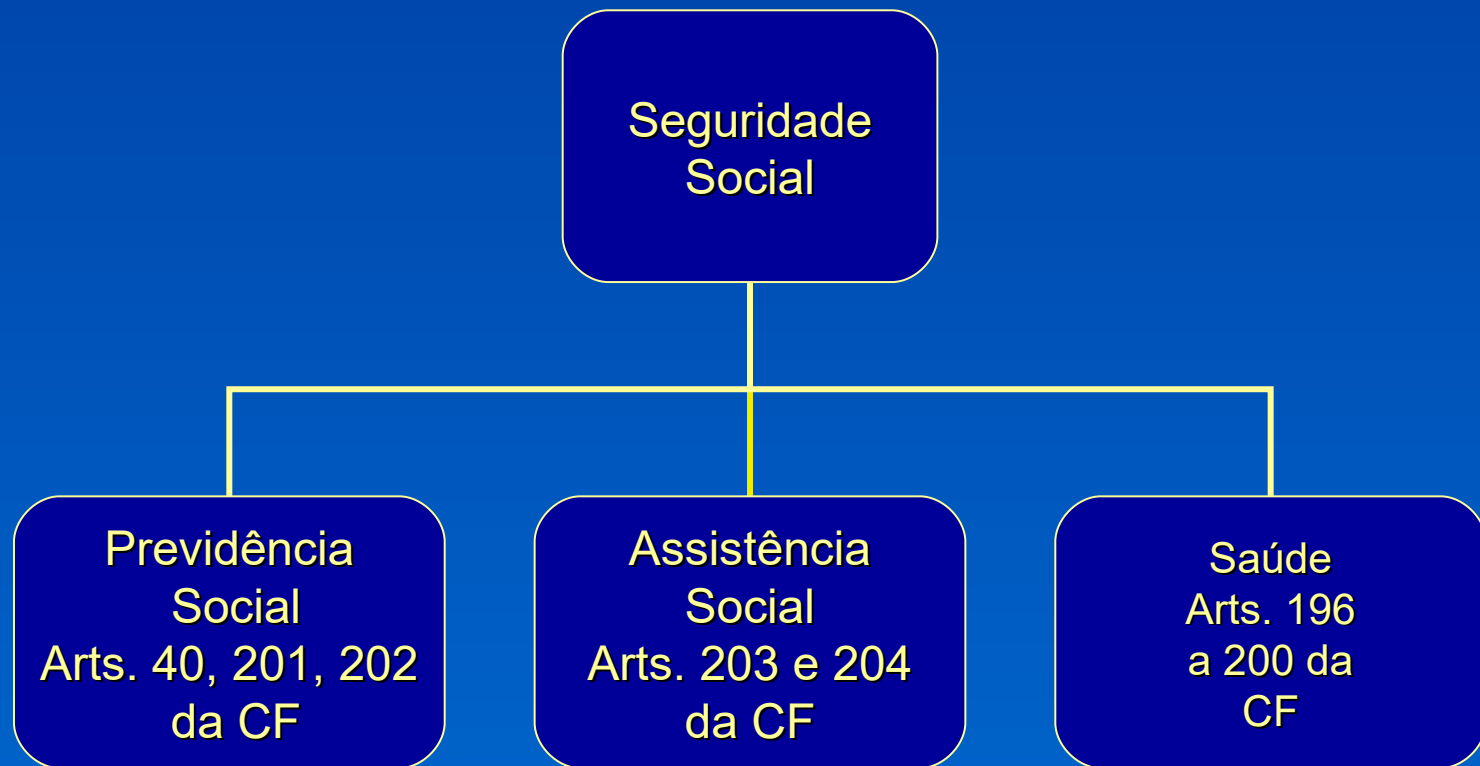 Seguridade
Social
Previdência
Social
Arts. 40, 201, 202
da CF
Assistência
Social
Arts. 203 e 204
da CF
Saúde
Arts. 196
a 200 da
CF